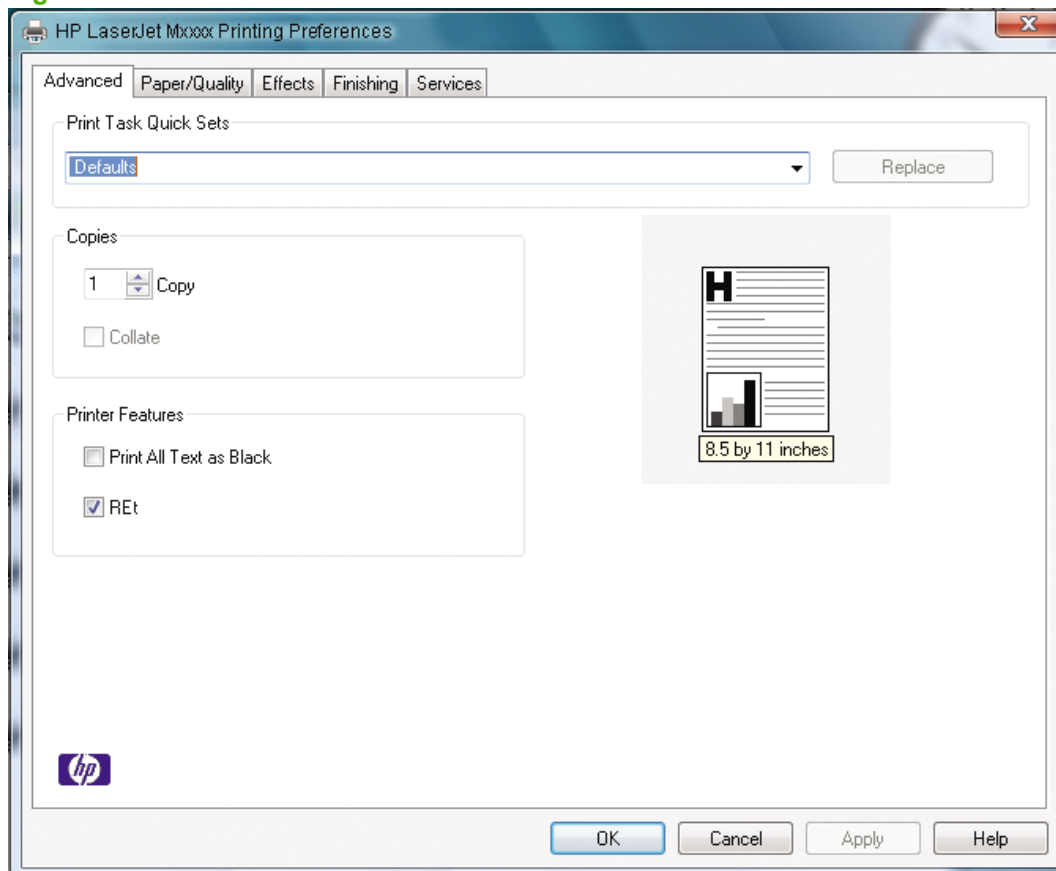 HP LaserJet Mxxxx Printing Preferences
X
Advanced
Paper/Quality
Effects
Finishing
Services
Print Task Quick Sets
Defaults
Replace
Copies
1
Copy
Collate
H
8.5 by 11 inches
Printer Features
Print All Text as Black
REt
hp
OK
Cancel
Apply
Help